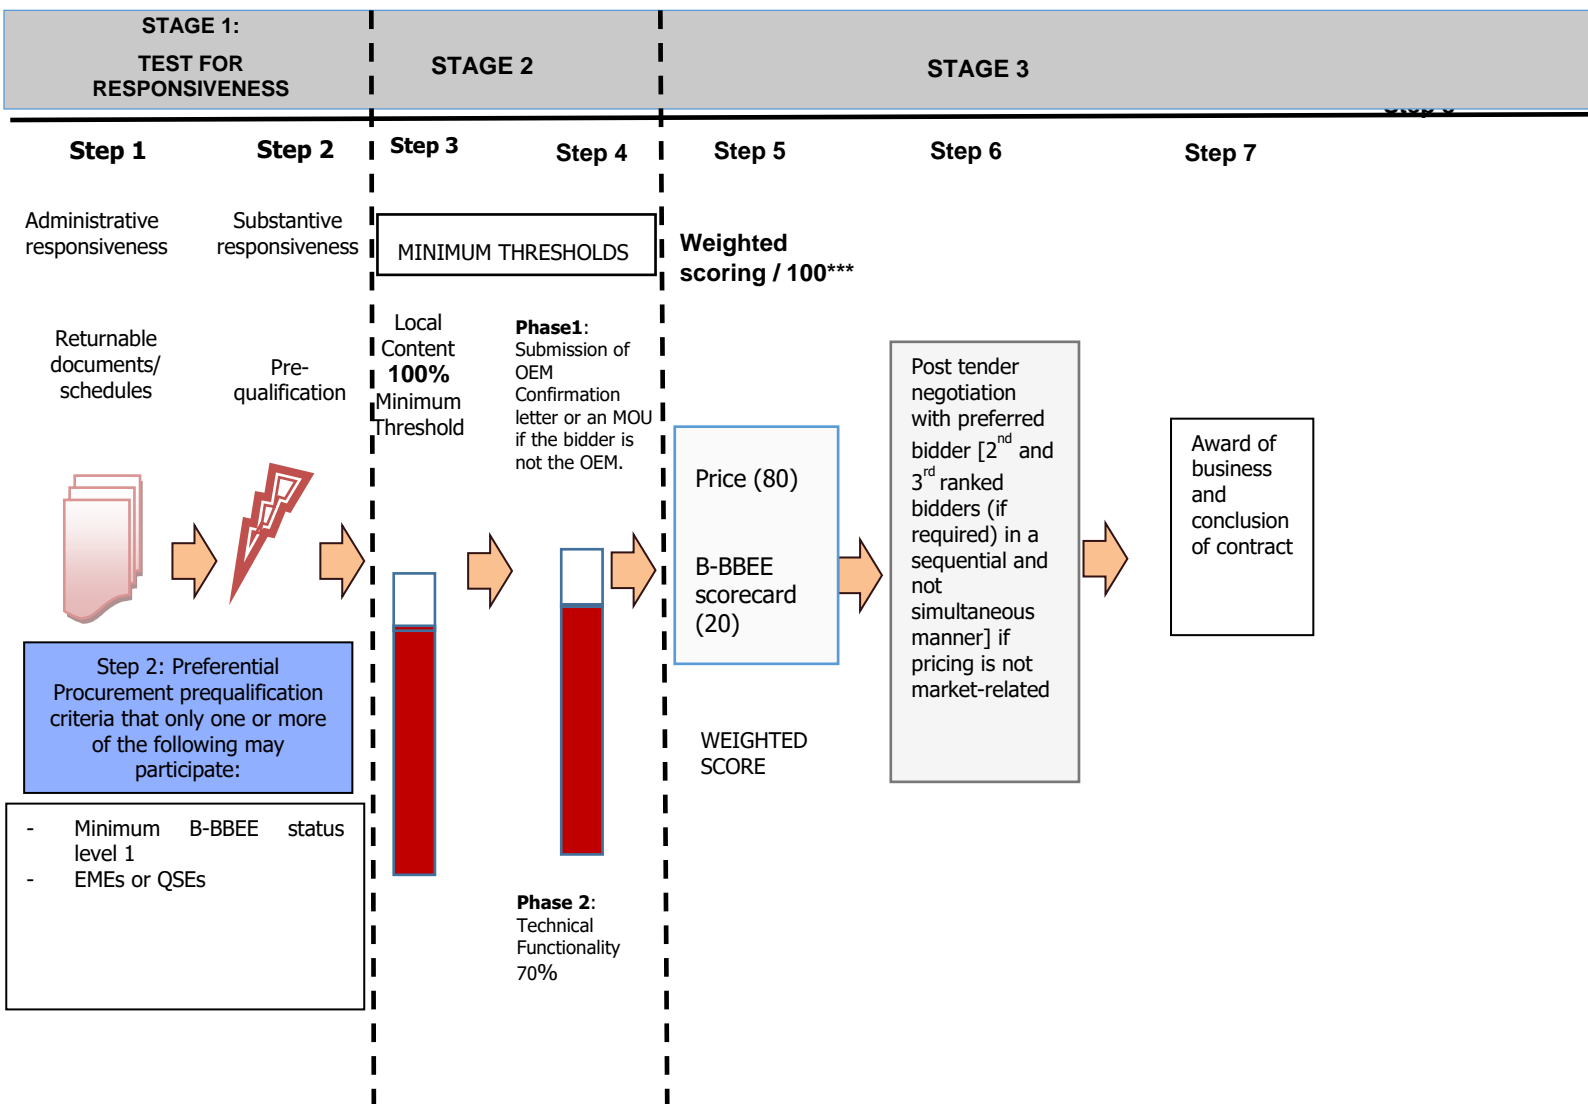 STAGE 1:
TEST FOR
RESPONSIVENESS
STAGE 2
STAGE 3
Step 1
Step 2
Step 3
Step 4
Step 5
Step 6
Step 7
Administrative
responsiveness
Substantive
responsiveness
MINIMUM THRESHOLDS
Weighted
scoring / 100***
Returnable
documents/
schedules
Pre-
qualification
Local
Content
100%
Minimum
Threshold
Phase1:
Submission of
OEM
Confirmation
letter or an MOU
if the bidder is
not the OEM.
Price (80)
B-BBEE
scorecard
(20)
Post tender
negotiation
with preferred
bidder [2nd and
3rd ranked
bidders (if
required) in a
sequential and
not
simultaneous
manner] if
pricing is not
market-related
Award of
business
and
conclusion
of contract
Step 2: Preferential
Procurement prequalification
criteria that only one or more
of the following may
participate:
- Minimum B-BBEE status
level 1
- EMEs or QSEs
WEIGHTED
SCORE
Phase 2:
Technical
Functionality
70%